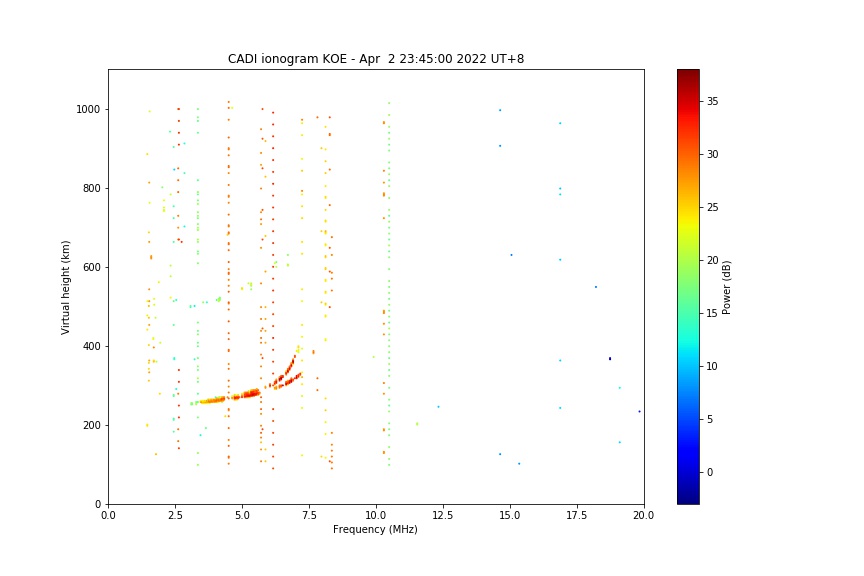 CADI ionogram KOE - Apr  2 23:45:00 2022 UT+8
1000
800
600
400
200
0
Virtual height (km)
0.0 2.5 5.0 7.5 10.0 12.5 15.0 17.5 20.0
Frequency (MHz)
35
30
25
20
15
10
5
0
Power (dB)